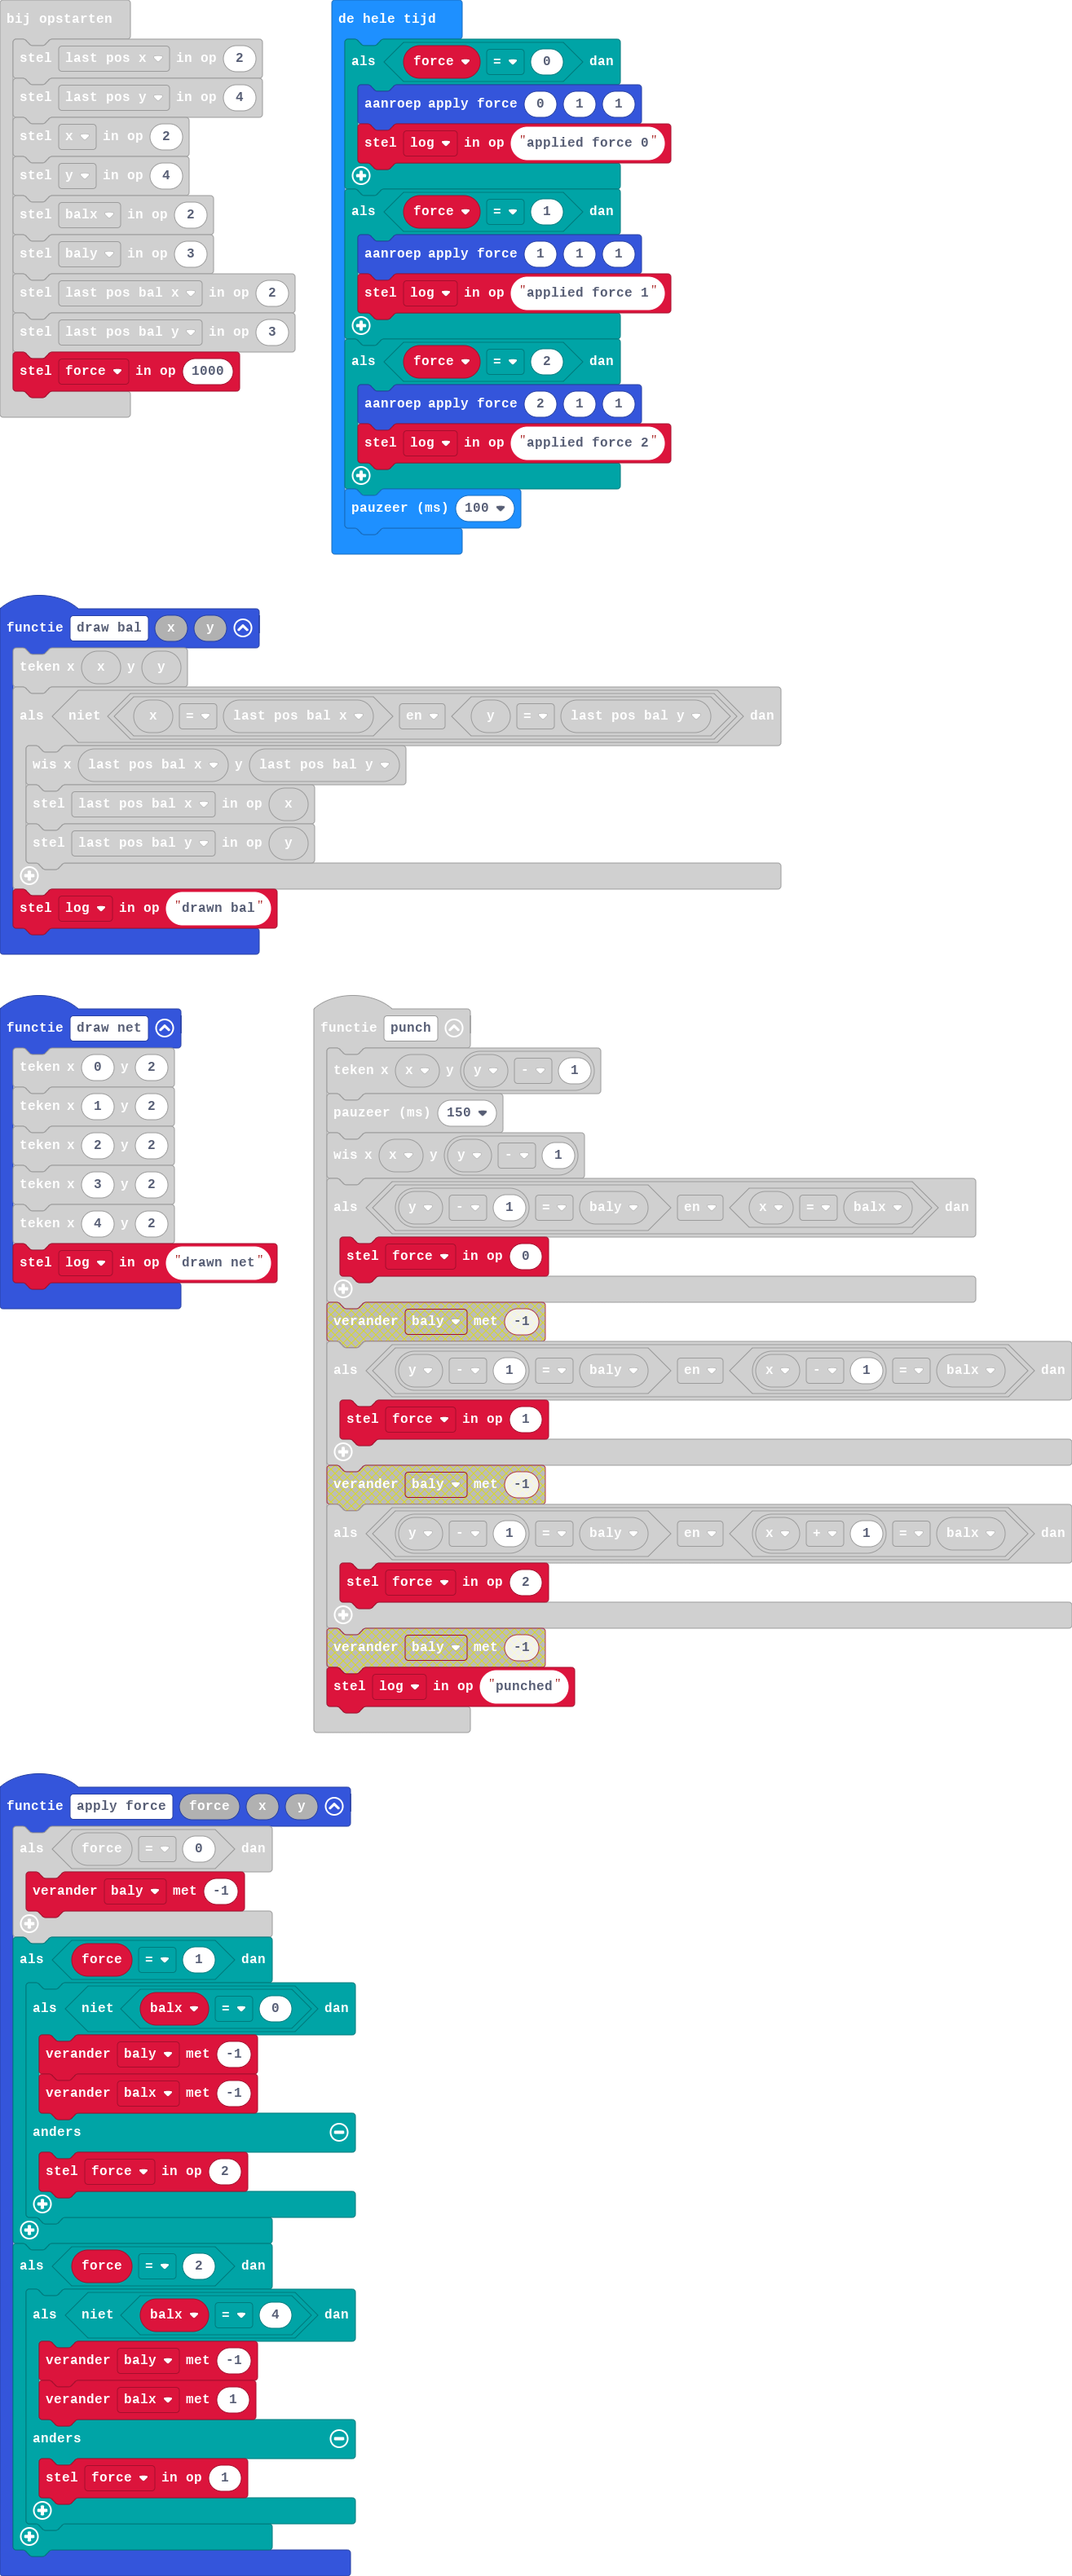 bij opstarten
stel last pos x in op 2
stel last pos y in op 4
stel x in op 2
stel y in op 4
stel balx in op 2
stel baly in op 3
stel last pos bal x in op 2
stel last pos bal y in op 3
stel force in op 1000
de hele tijd
als force = 0 dan
aanroep apply force 0 1 1
stel log in op "applied force 0"
als force = 1 dan
aanroep apply force 1 1 1
stel log in op "applied force 1"
als force = 2 dan
aanroep apply force 2 1 1
stel log in op "applied force 2"
pauzeer (ms) 100
functie draw bal x y
teken x x y y
als niet x = last pos bal x en y = last pos bal y dan
wis x last pos bal x y last pos bal y
stel last pos bal x in op x
stel last pos bal y in op y
stel log in op "drawn bal"
functie draw net
teken x 0 y 2
teken x 1 y 2
teken x 2 y 2
teken x 3 y 2
teken x 4 y 2
stel log in op "drawn net"
functie punch
teken x x y y - 1
pauzeer (ms) 150
wis x x y y - 1
als y - 1 = baly en x = balx dan
stel force in op 0
verander baly met -1
als y - 1 = baly en x - 1 = balx dan
stel force in op 1
verander baly met -1
als y - 1 = baly en x + 1 = balx dan
stel force in op 2
verander baly met -1
stel log in op "punched"
functie apply force force x y
als force = 0 dan
verander baly met -1
als force = 1 dan
als niet balx = 0 dan
verander baly met -1
verander balx met -1
anders
stel force in op 2
als force = 2 dan
als niet balx = 4 dan
verander baly met -1
verander balx met 1
anders
stel force in op 1